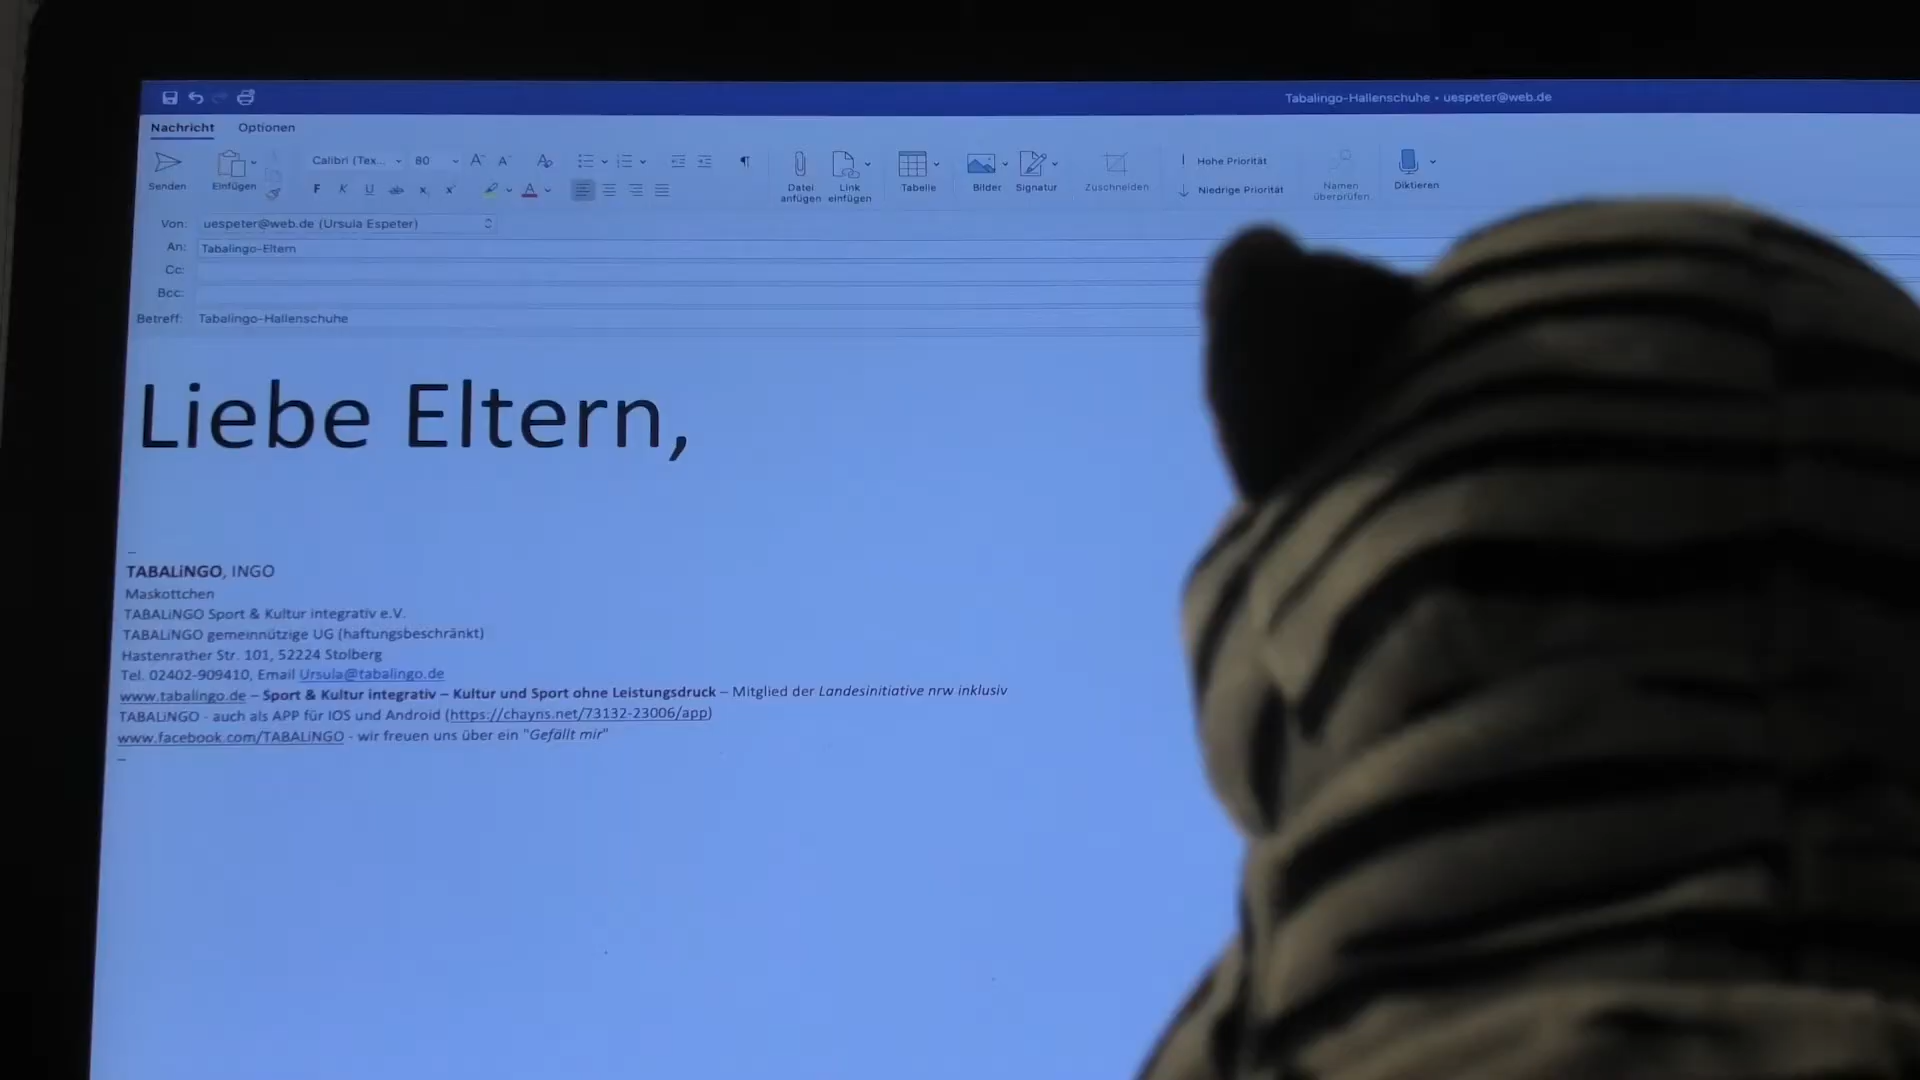 Tabalingo-Hallenschuhe • uespeter@web.de
Nachricht Optionen
Calibri (Tex... 80
Senden Einfügen
F K U ab x x A
Datei anfügen
Link einfügen
Tabelle
Bilder
Signatur
Zuschneiden
Hohe Priorität
Niedrige Priorität
Namen überprüfen
Diktieren
Von: uespeter@web.de (Ursula Espeter)
An: Tabalingo-Eltern
Cc:
Bcc:
Betreff: Tabalingo-Hallenschuhe
Liebe Eltern,
–
TABALiNGO, INGO
Maskottchen
TABALiNGO Sport & Kultur integrativ e.V.
TABALiNGO gemeinnützige UG (haftungsbeschränkt)
Hastenrather Str. 101, 52224 Stolberg
Tel. 02402-909410, Email Ursula@tabalingo.de
www.tabalingo.de – Sport & Kultur integrativ – Kultur und Sport ohne Leistungsdruck – Mitglied der Landesinitiative nrw inklusiv
TABALiNGO - auch als APP für IOS und Android (https://chayns.net/73132-23006/app)
www.facebook.com/TABALiNGO - wir freuen uns über ein "Gefällt mir"
–